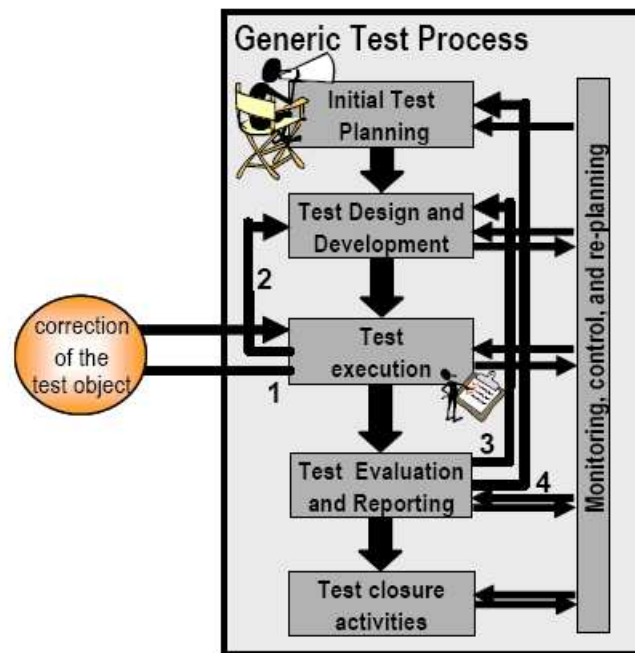 Generic Test Process
Initial Test
Planning
Test Design and
Development
2
correction
of the
test object
Test
execution
1
3
Test Evaluation
and Reporting
4
Test closure
activities
Monitoring, control, and re-planning